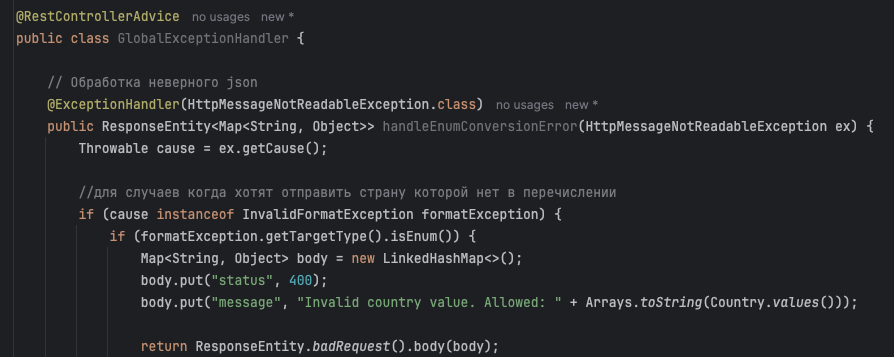 @RestControllerAdvice no usages new *
public class GlobalExceptionHandler {
// Обработка неверного json
@ExceptionHandler(HttpMessageNotReadableException.class) no usages new *
public ResponseEntity<Map<String, Object>> handleEnumConversionError(HttpMessageNotReadableException ex) {
Throwable cause = ex.getCause();
//для случаев когда хотят отправить страну которой нет в перечислении
if (cause instanceof InvalidFormatException formatException) {
if (formatException.getTargetType().isEnum()) {
Map<String, Object> body = new LinkedHashMap<>();
body.put("status", 400);
body.put("message", "Invalid country value. Allowed: " + Arrays.toString(Country.values()));
return ResponseEntity.badRequest().body(body);